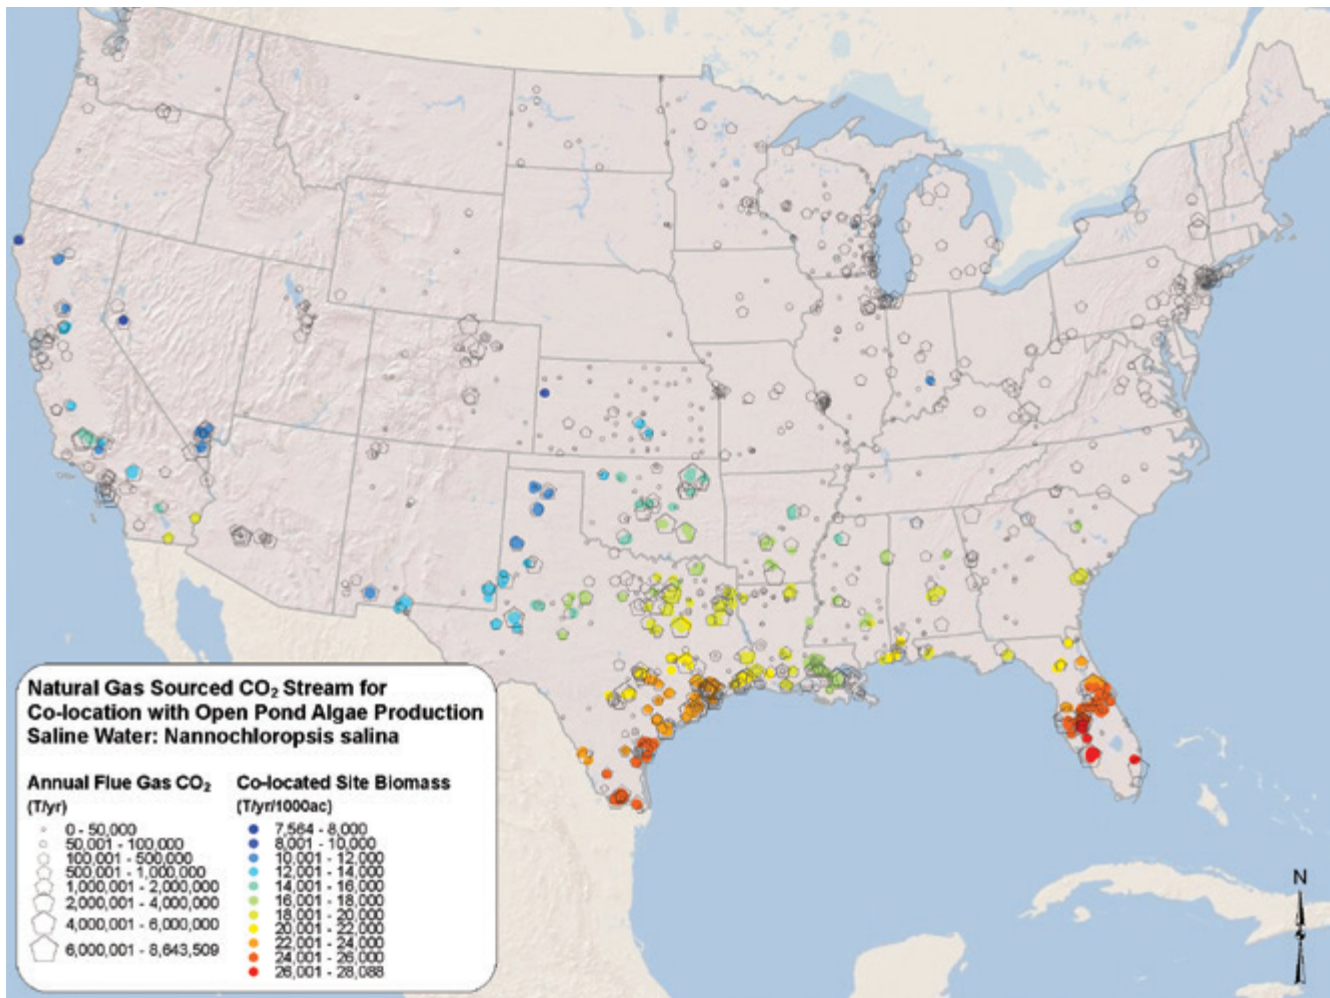 Natural Gas Sourced CO₂ Stream for
Co-location with Open Pond Algae Production
Saline Water: Nannochloropsis salina
Annual Flue Gas CO₂
(T/yr)
0 - 50,000
50,001 - 100,000
100,001 - 500,000
500,001 - 1,000,000
1,000,001 - 2,000,000
2,000,001 - 4,000,000
4,000,001 - 6,000,000
6,000,001 - 8,643,509
Co-located Site Biomass
(T/yr/1000ac)
7,564 - 8,000
8,001 - 10,000
10,001 - 12,000
12,001 - 14,000
14,001 - 16,000
16,001 - 18,000
18,001 - 20,000
20,001 - 22,000
22,001 - 24,000
24,001 - 26,000
26,001 - 28,088
N